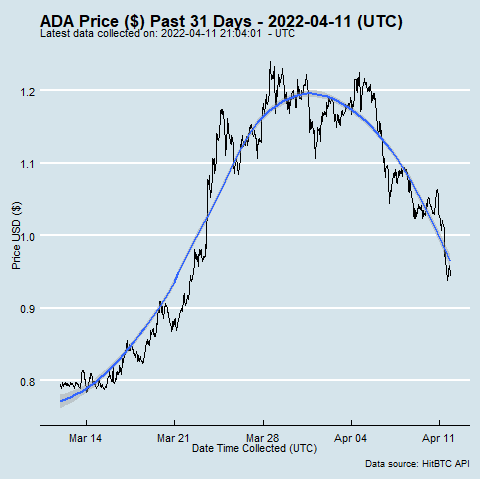 ADA Price ($) Past 31 Days - 2022-04-11 (UTC)
Latest data collected on: 2022-04-11 21:04:01 - UTC
1.2
1.1
1.0
0.9
0.8
Price USD ($)
Mar 14 Mar 21 Mar 28 Apr 04 Apr 11
Date Time Collected (UTC)
Data source: HitBTC API